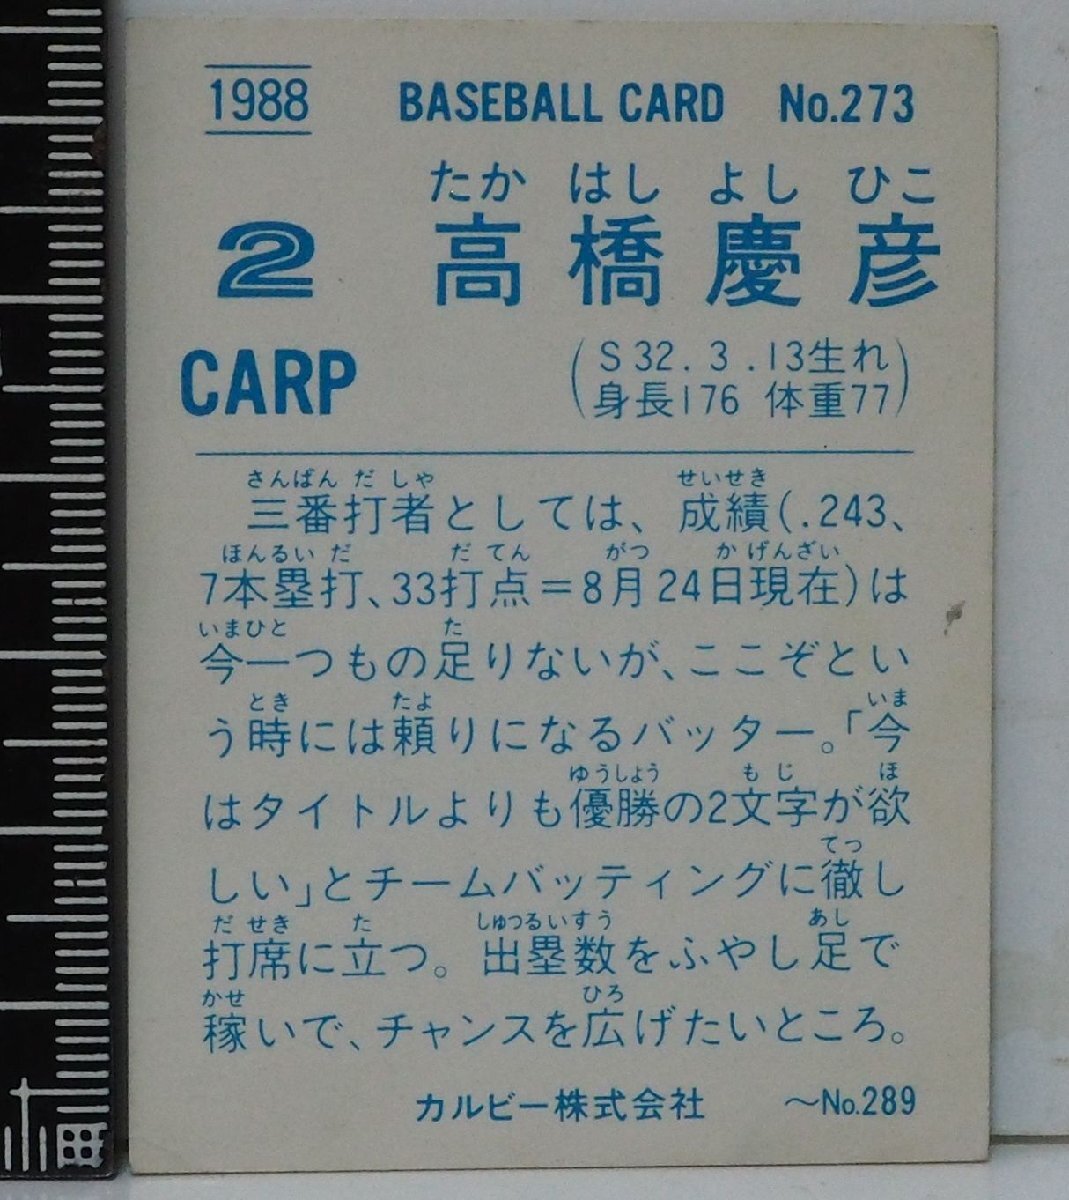 1988 BASEBALL CARD No.273
たか はし よし ひこ
2 高橋慶彦
CARP
(S32.3.13生れ
身長176 体重77)
さんばん だ しゃ せいせき
三番打者としては、成績(.243、
ほんるい だ だ てん がつ か げんざい
7本塁打、33打点=8月24日現在)は
いまひと た
今一つもの足りないが、ここぞとい
とき たよ いま
う時には頼りになるバッター。「今
ゆうしょう も じ ほ
はタイトルよりも優勝の2文字が欲
てつ
しい」とチームバッティングに徹し
だ せき た しゅつるいすう あし
打席に立つ。出塁数をふやし足で
かせ ひろ
稼いで、チャンスを広げたいところ。
カルビー株式会社 〜No.289